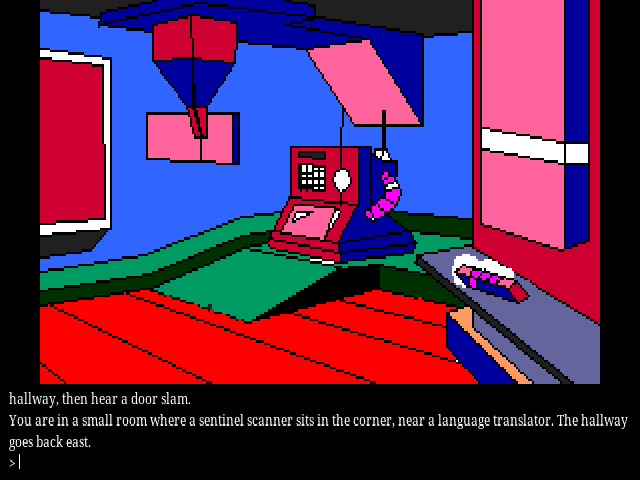 hallway, then hear a door slam.
You are in a small room where a sentinel scanner sits in the corner, near a language translator. The hallway
goes back east.
>